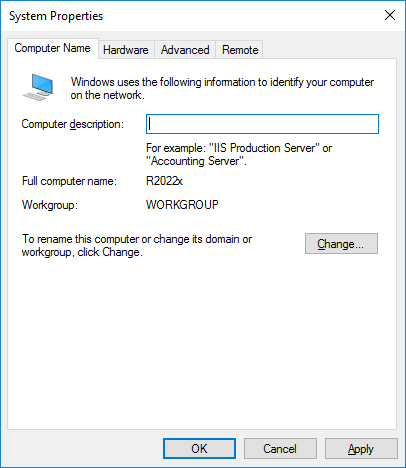 System Properties
Computer Name Hardware Advanced Remote
Windows uses the following information to identify your computer
on the network.
Computer description:
For example: "IIS Production Server" or
"Accounting Server".
Full computer name: R2022x
Workgroup: WORKGROUP
To rename this computer or change its domain or
workgroup, click Change.
Change...
OK Cancel Apply